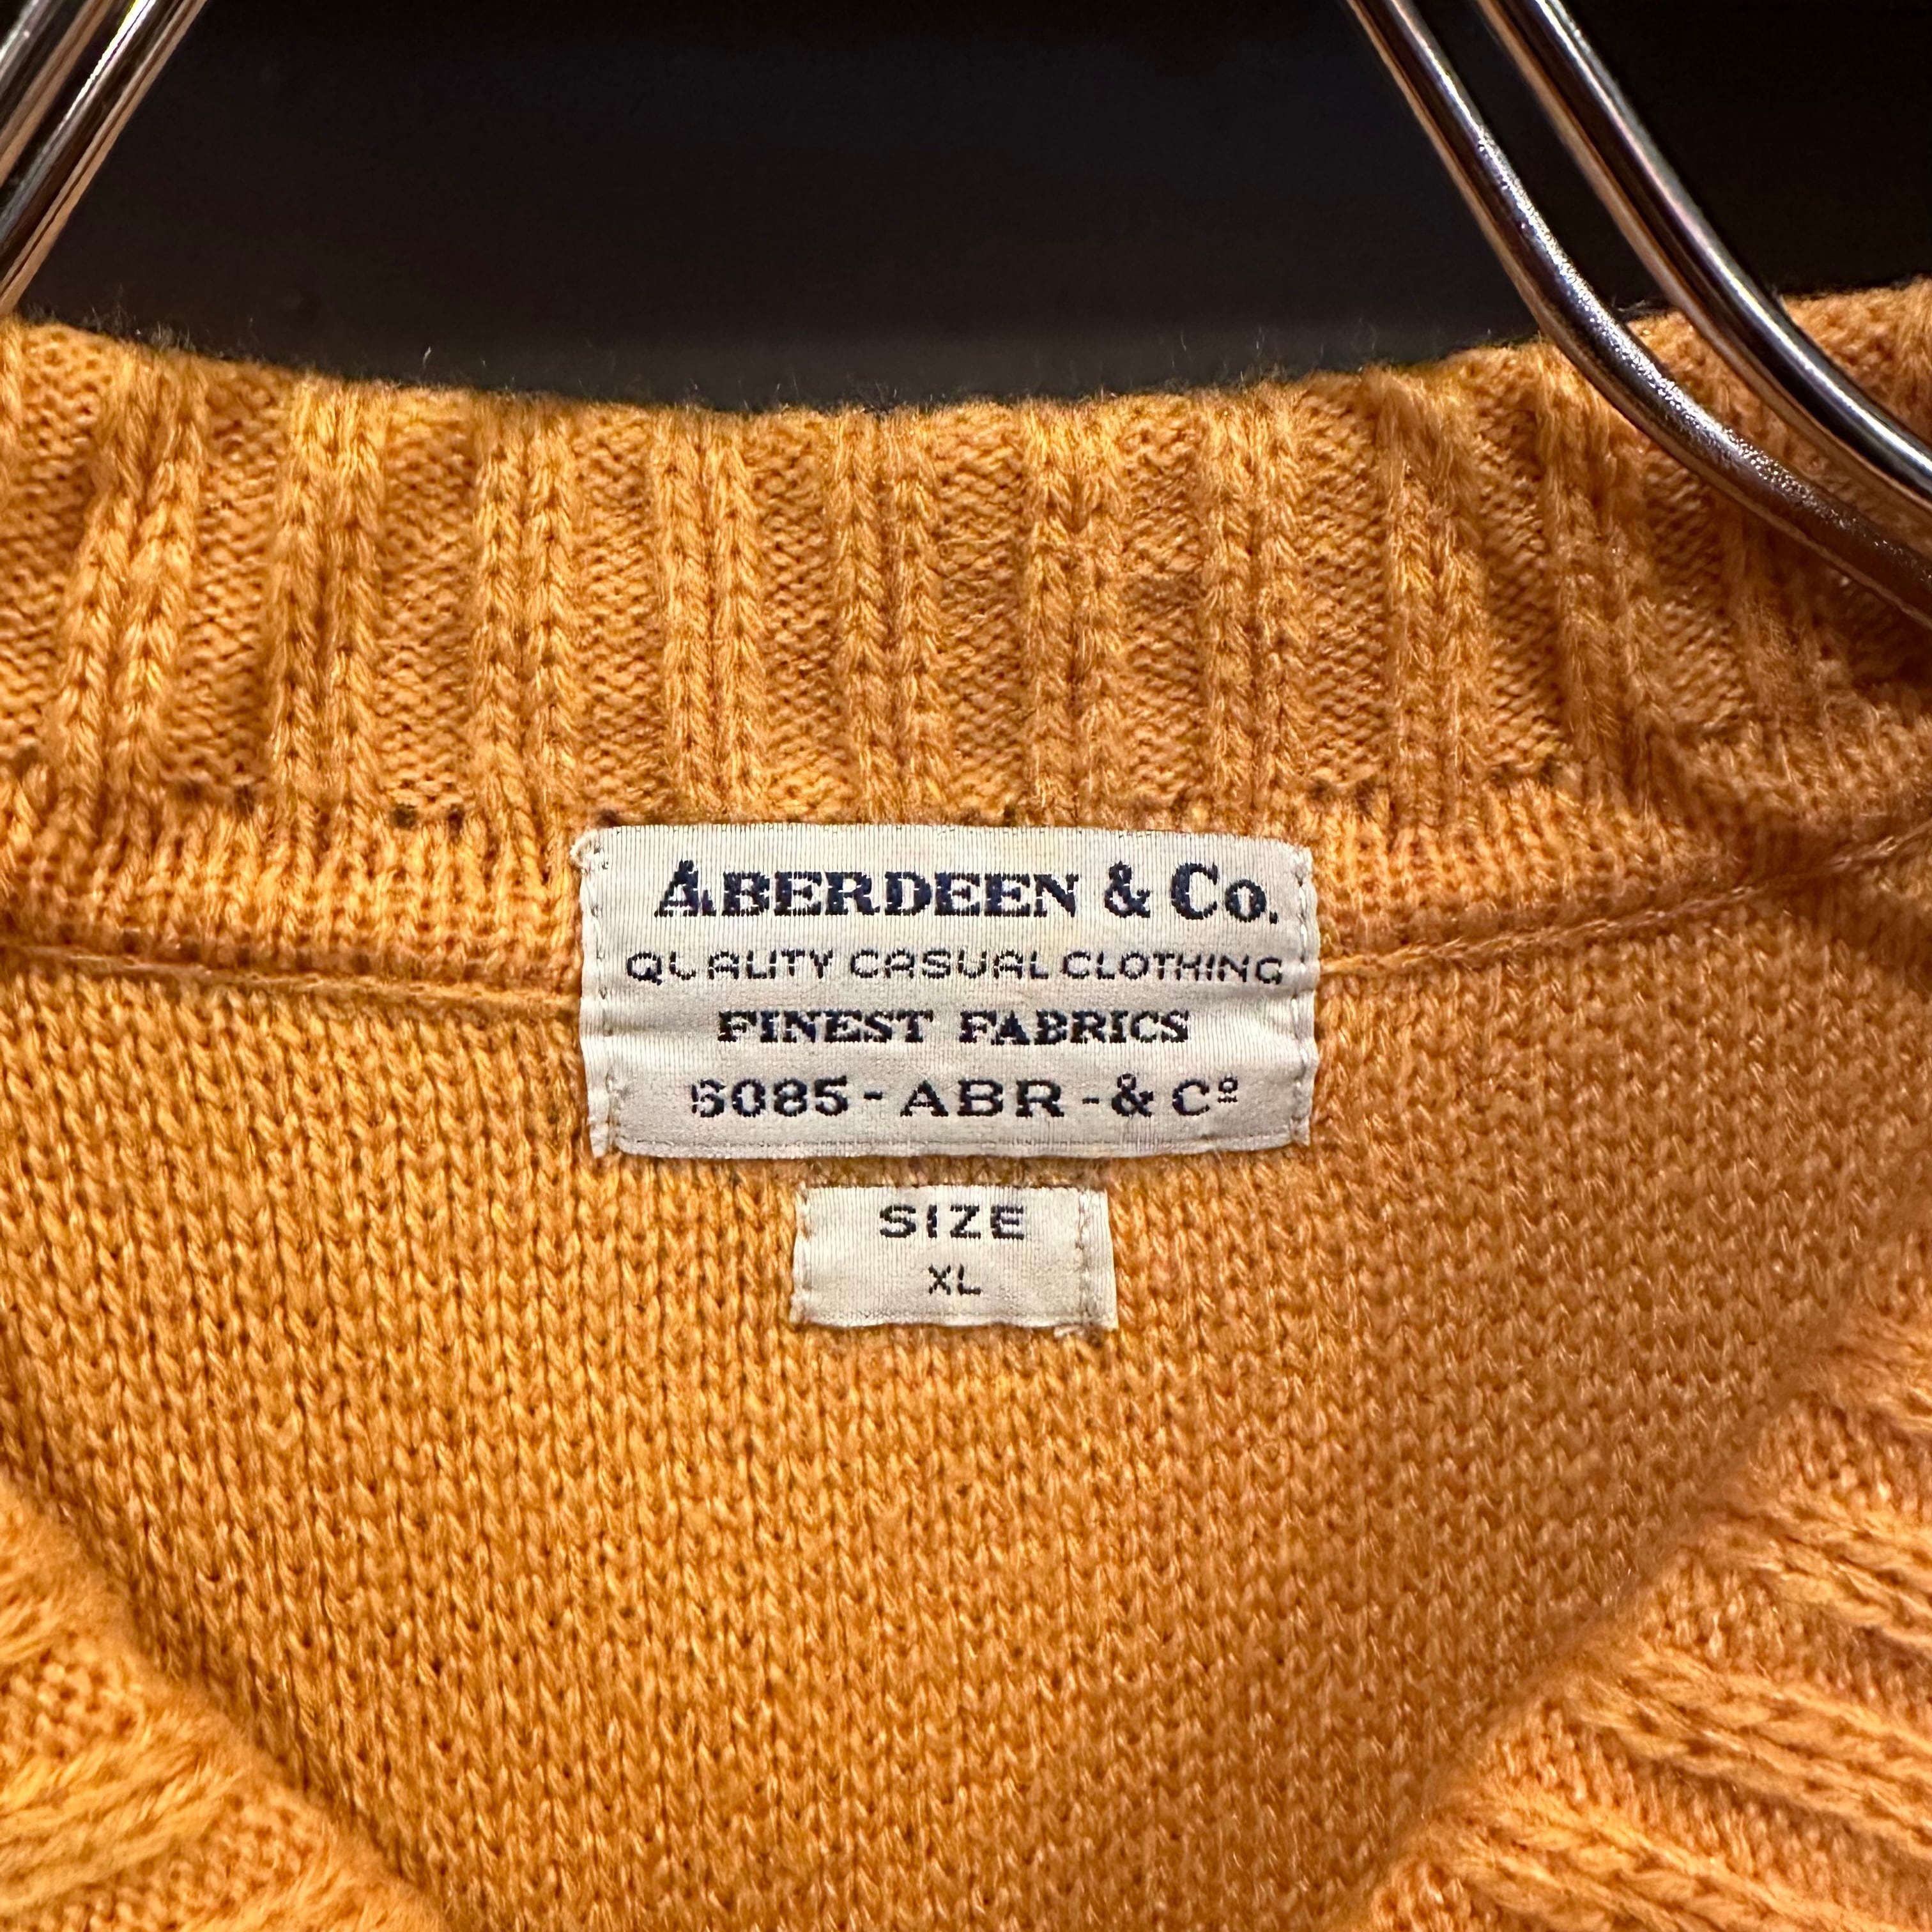 ABERDEEN & Co.
QUALITY CASUAL CLOTHING
FINEST FABRICS
6085-ABR-& Cº
SIZE
XL